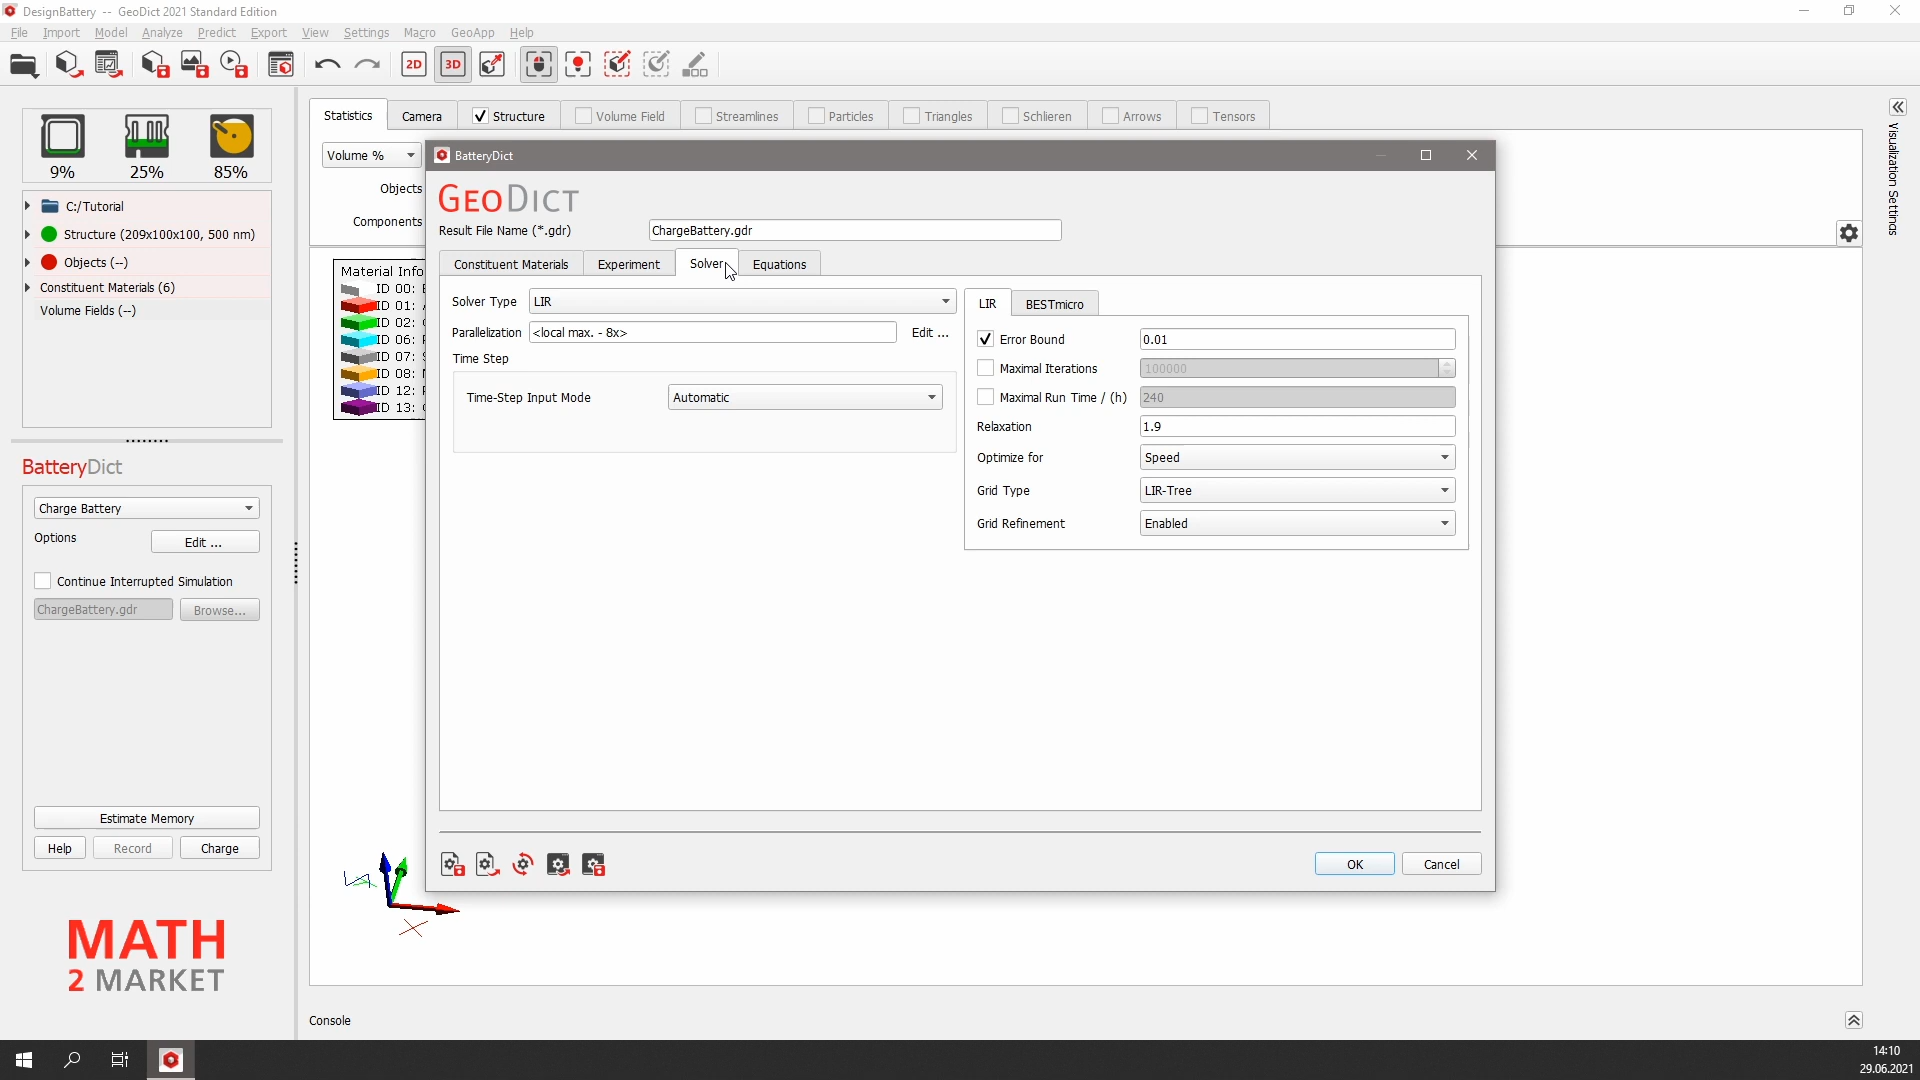 DesignBattery -- GeoDict 2021 Standard Edition
File Import Model Analyze Predict Export View Settings Macro GeoApp Help
2D 3D
9% 25% 85%
C:/Tutorial
Structure (209x100x100, 500 nm)
Objects (--)
Constituent Materials (6)
Volume Fields (--)
BatteryDict
Charge Battery
Options Edit ...
Continue Interrupted Simulation
ChargeBattery.gdr Browse...
Estimate Memory
Help Record Charge
MATH
2 MARKET
Statistics Camera Structure Volume Field Streamlines Particles Triangles Schlieren Arrows Tensors
Volume %
Objects
Components
Material Info
ID 00:
ID 01:
ID 02:
ID 06:
ID 07:
ID 08:
ID 12:
ID 13:
BatteryDict
GEODICT
Result File Name (*.gdr) ChargeBattery.gdr
Constituent Materials Experiment Solver Equations
Solver Type LIR
Parallelization <local max. - 8x> Edit ...
Time Step
Time-Step Input Mode Automatic
LIR BESTmicro
Error Bound 0.01
Maximal Iterations 100000
Maximal Run Time / (h) 240
Relaxation 1.9
Optimize for Speed
Grid Type LIR-Tree
Grid Refinement Enabled
OK Cancel
Visualization Settings
Console
14:10
29.06.2021